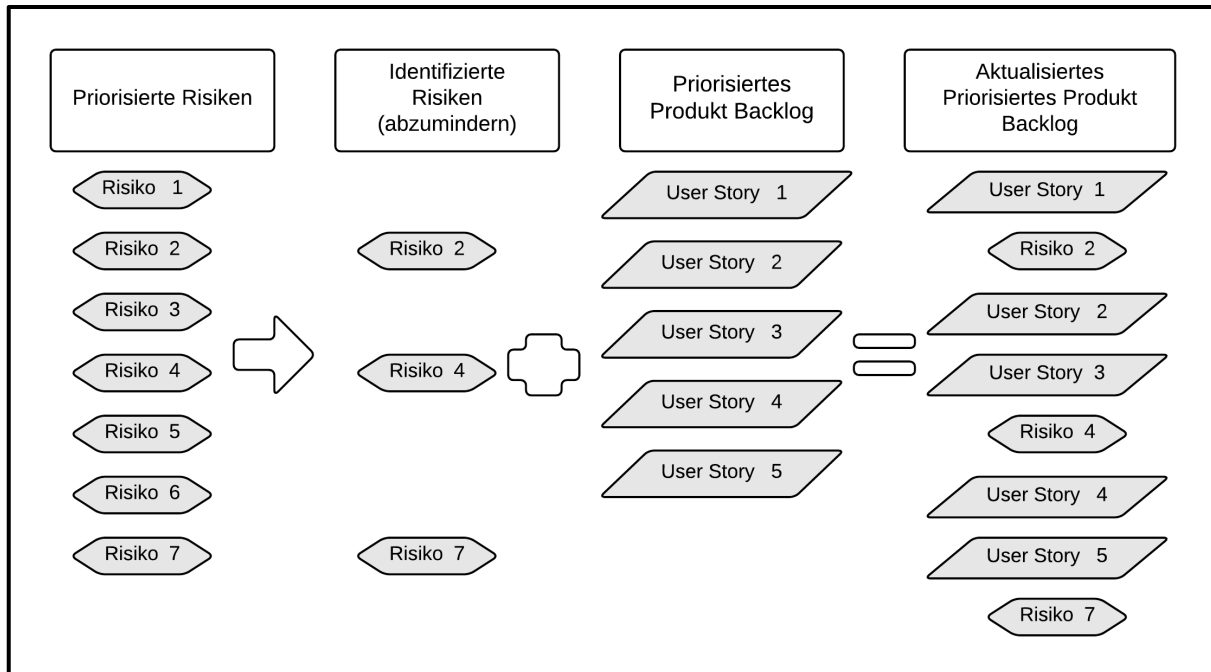 Priorisierte Risiken
Identifizierte
Risiken
(abzumindern)
Priorisiertes
Produkt Backlog
Aktualisiertes
Priorisiertes Produkt
Backlog
Risiko 1
Risiko 2
Risiko 3
Risiko 4
Risiko 5
Risiko 6
Risiko 7
Risiko 2
Risiko 4
Risiko 7
User Story 1
User Story 2
User Story 3
User Story 4
User Story 5
User Story 1
Risiko 2
User Story 2
User Story 3
Risiko 4
User Story 4
User Story 5
Risiko 7